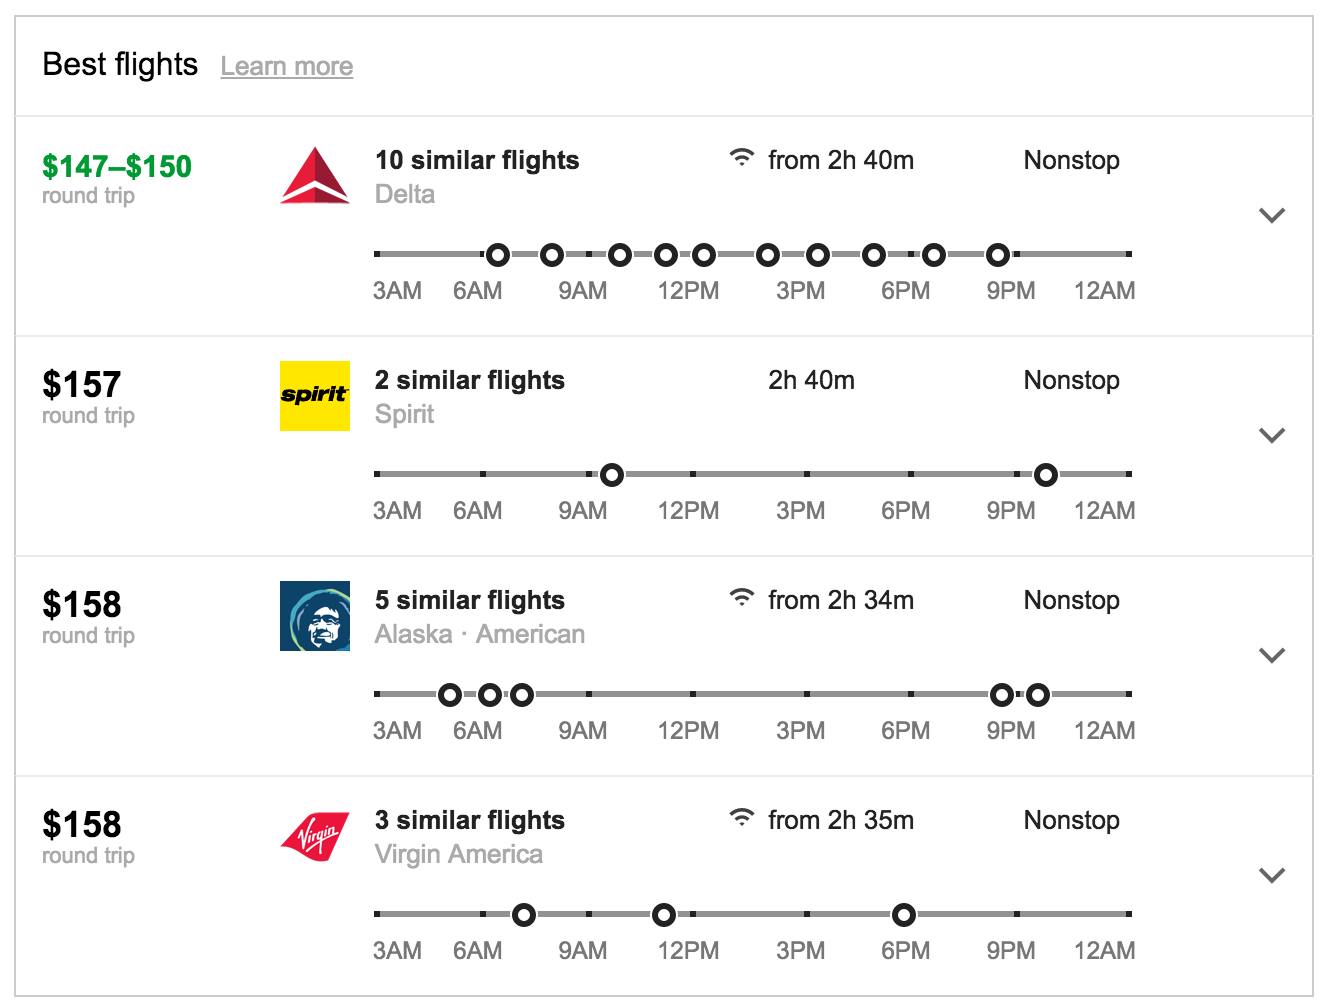 Best flights Learn more
$147–$150 10 similar flights from 2h 40m Nonstop
round trip Delta
3AM 6AM 9AM 12PM 3PM 6PM 9PM 12AM
$157 spirit 2 similar flights 2h 40m Nonstop
round trip Spirit
3AM 6AM 9AM 12PM 3PM 6PM 9PM 12AM
$158 5 similar flights from 2h 34m Nonstop
round trip Alaska · American
3AM 6AM 9AM 12PM 3PM 6PM 9PM 12AM
$158 Virgin 3 similar flights from 2h 35m Nonstop
round trip Virgin America
3AM 6AM 9AM 12PM 3PM 6PM 9PM 12AM